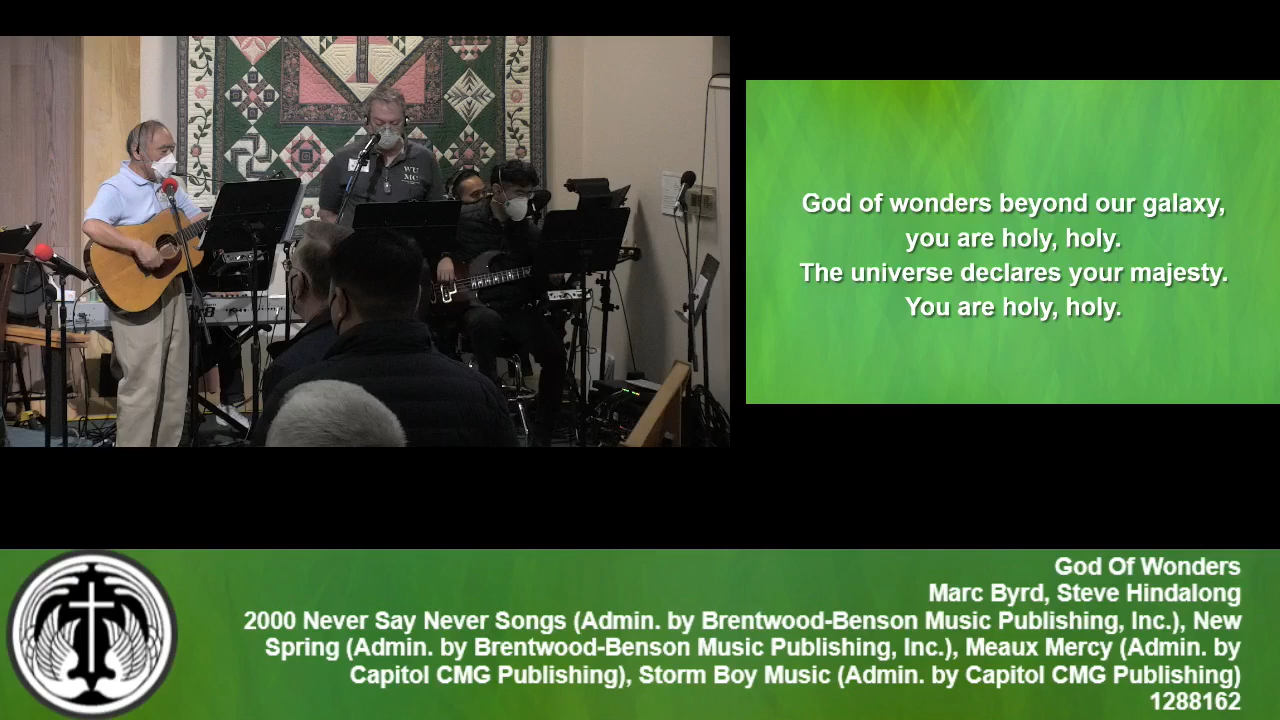 WU
MC
God of wonders beyond our galaxy,
you are holy, holy.
The universe declares your majesty.
You are holy, holy.
God Of Wonders
Marc Byrd, Steve Hindalong
2000 Never Say Never Songs (Admin. by Brentwood-Benson Music Publishing, Inc.), New
Spring (Admin. by Brentwood-Benson Music Publishing, Inc.), Meaux Mercy (Admin. by
Capitol CMG Publishing), Storm Boy Music (Admin. by Capitol CMG Publishing)
1288162